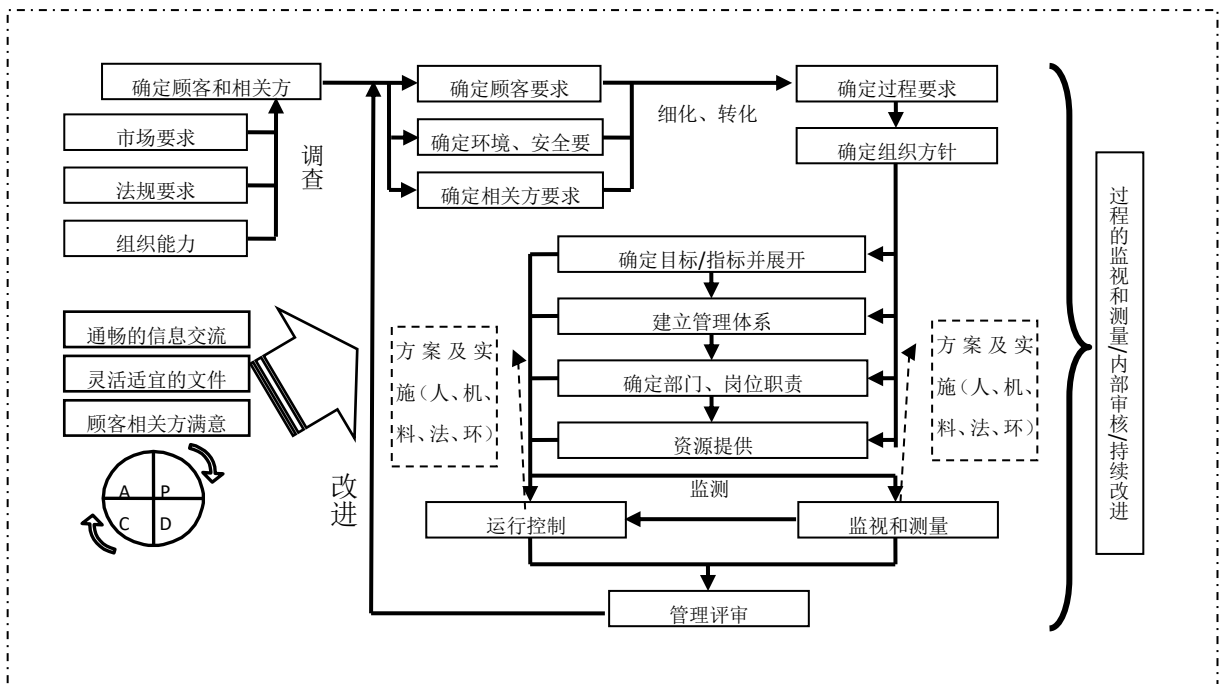 确定顾客和相关方
市场要求
法规要求
组织能力
调查
确定顾客要求
确定环境、安全要
确定相关方要求
细化、转化
确定过程要求
确定组织方针
确定目标/指标并展开
建立管理体系
确定部门、岗位职责
资源提供
方案及实
施（人、机、
料、法、环）
方案及实
施（人、机、
料、法、环）
通畅的信息交流
灵活适宜的文件
顾客相关方满意
A P
C D
改进
监测
运行控制
监视和测量
管理评审
过程的监视和测量/内部审核/持续改进